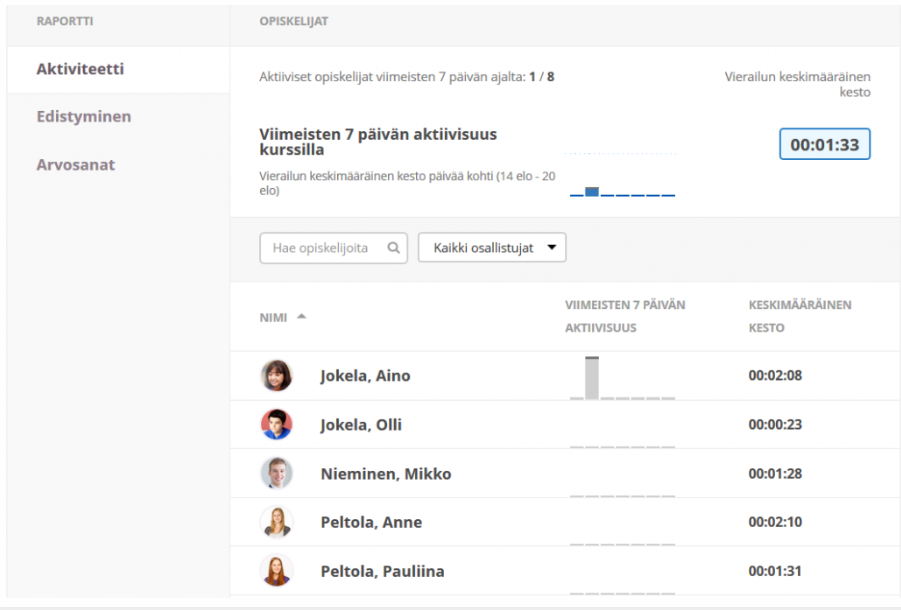 RAPORTTI
OPISKELIJAT
Aktiviteetti
Edistyminen
Arvosanat
Aktiiviset opiskelijat viimeisten 7 päivän ajalta: 1 / 8
Vierailun keskimääräinen
kesto
Viimeisten 7 päivän aktiivisuus
kurssilla
00:01:33
Vierailun keskimääräinen kesto päivää kohti (14 elo - 20
elo)
Hae opiskelijoita
Kaikki osallistujat
NIMI
VIIMEISTEN 7 PÄIVÄN
AKTIIVISUUS
KESKIMÄÄRÄINEN
KESTO
Jokela, Aino 00:02:08
Jokela, Olli 00:00:23
Nieminen, Mikko 00:01:28
Peltola, Anne 00:02:10
Peltola, Pauliina 00:01:31